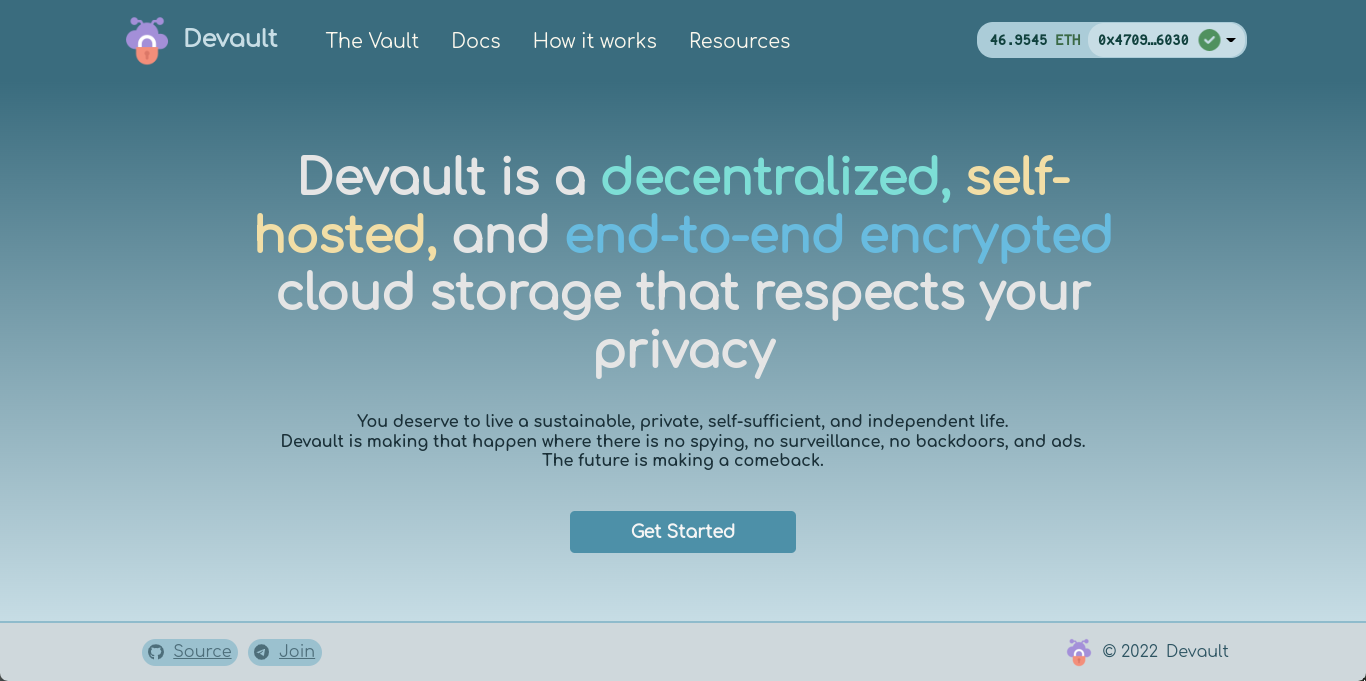 Devault
The Vault
Docs
How it works
Resources
46.9545 ETH
0x4709…6030
Devault is a decentralized, self-
hosted, and end-to-end encrypted
cloud storage that respects your
privacy
You deserve to live a sustainable, private, self-sufficient, and independent life.
Devault is making that happen where there is no spying, no surveillance, no backdoors, and ads.
The future is making a comeback.
Get Started
Source
Join
© 2022 Devault